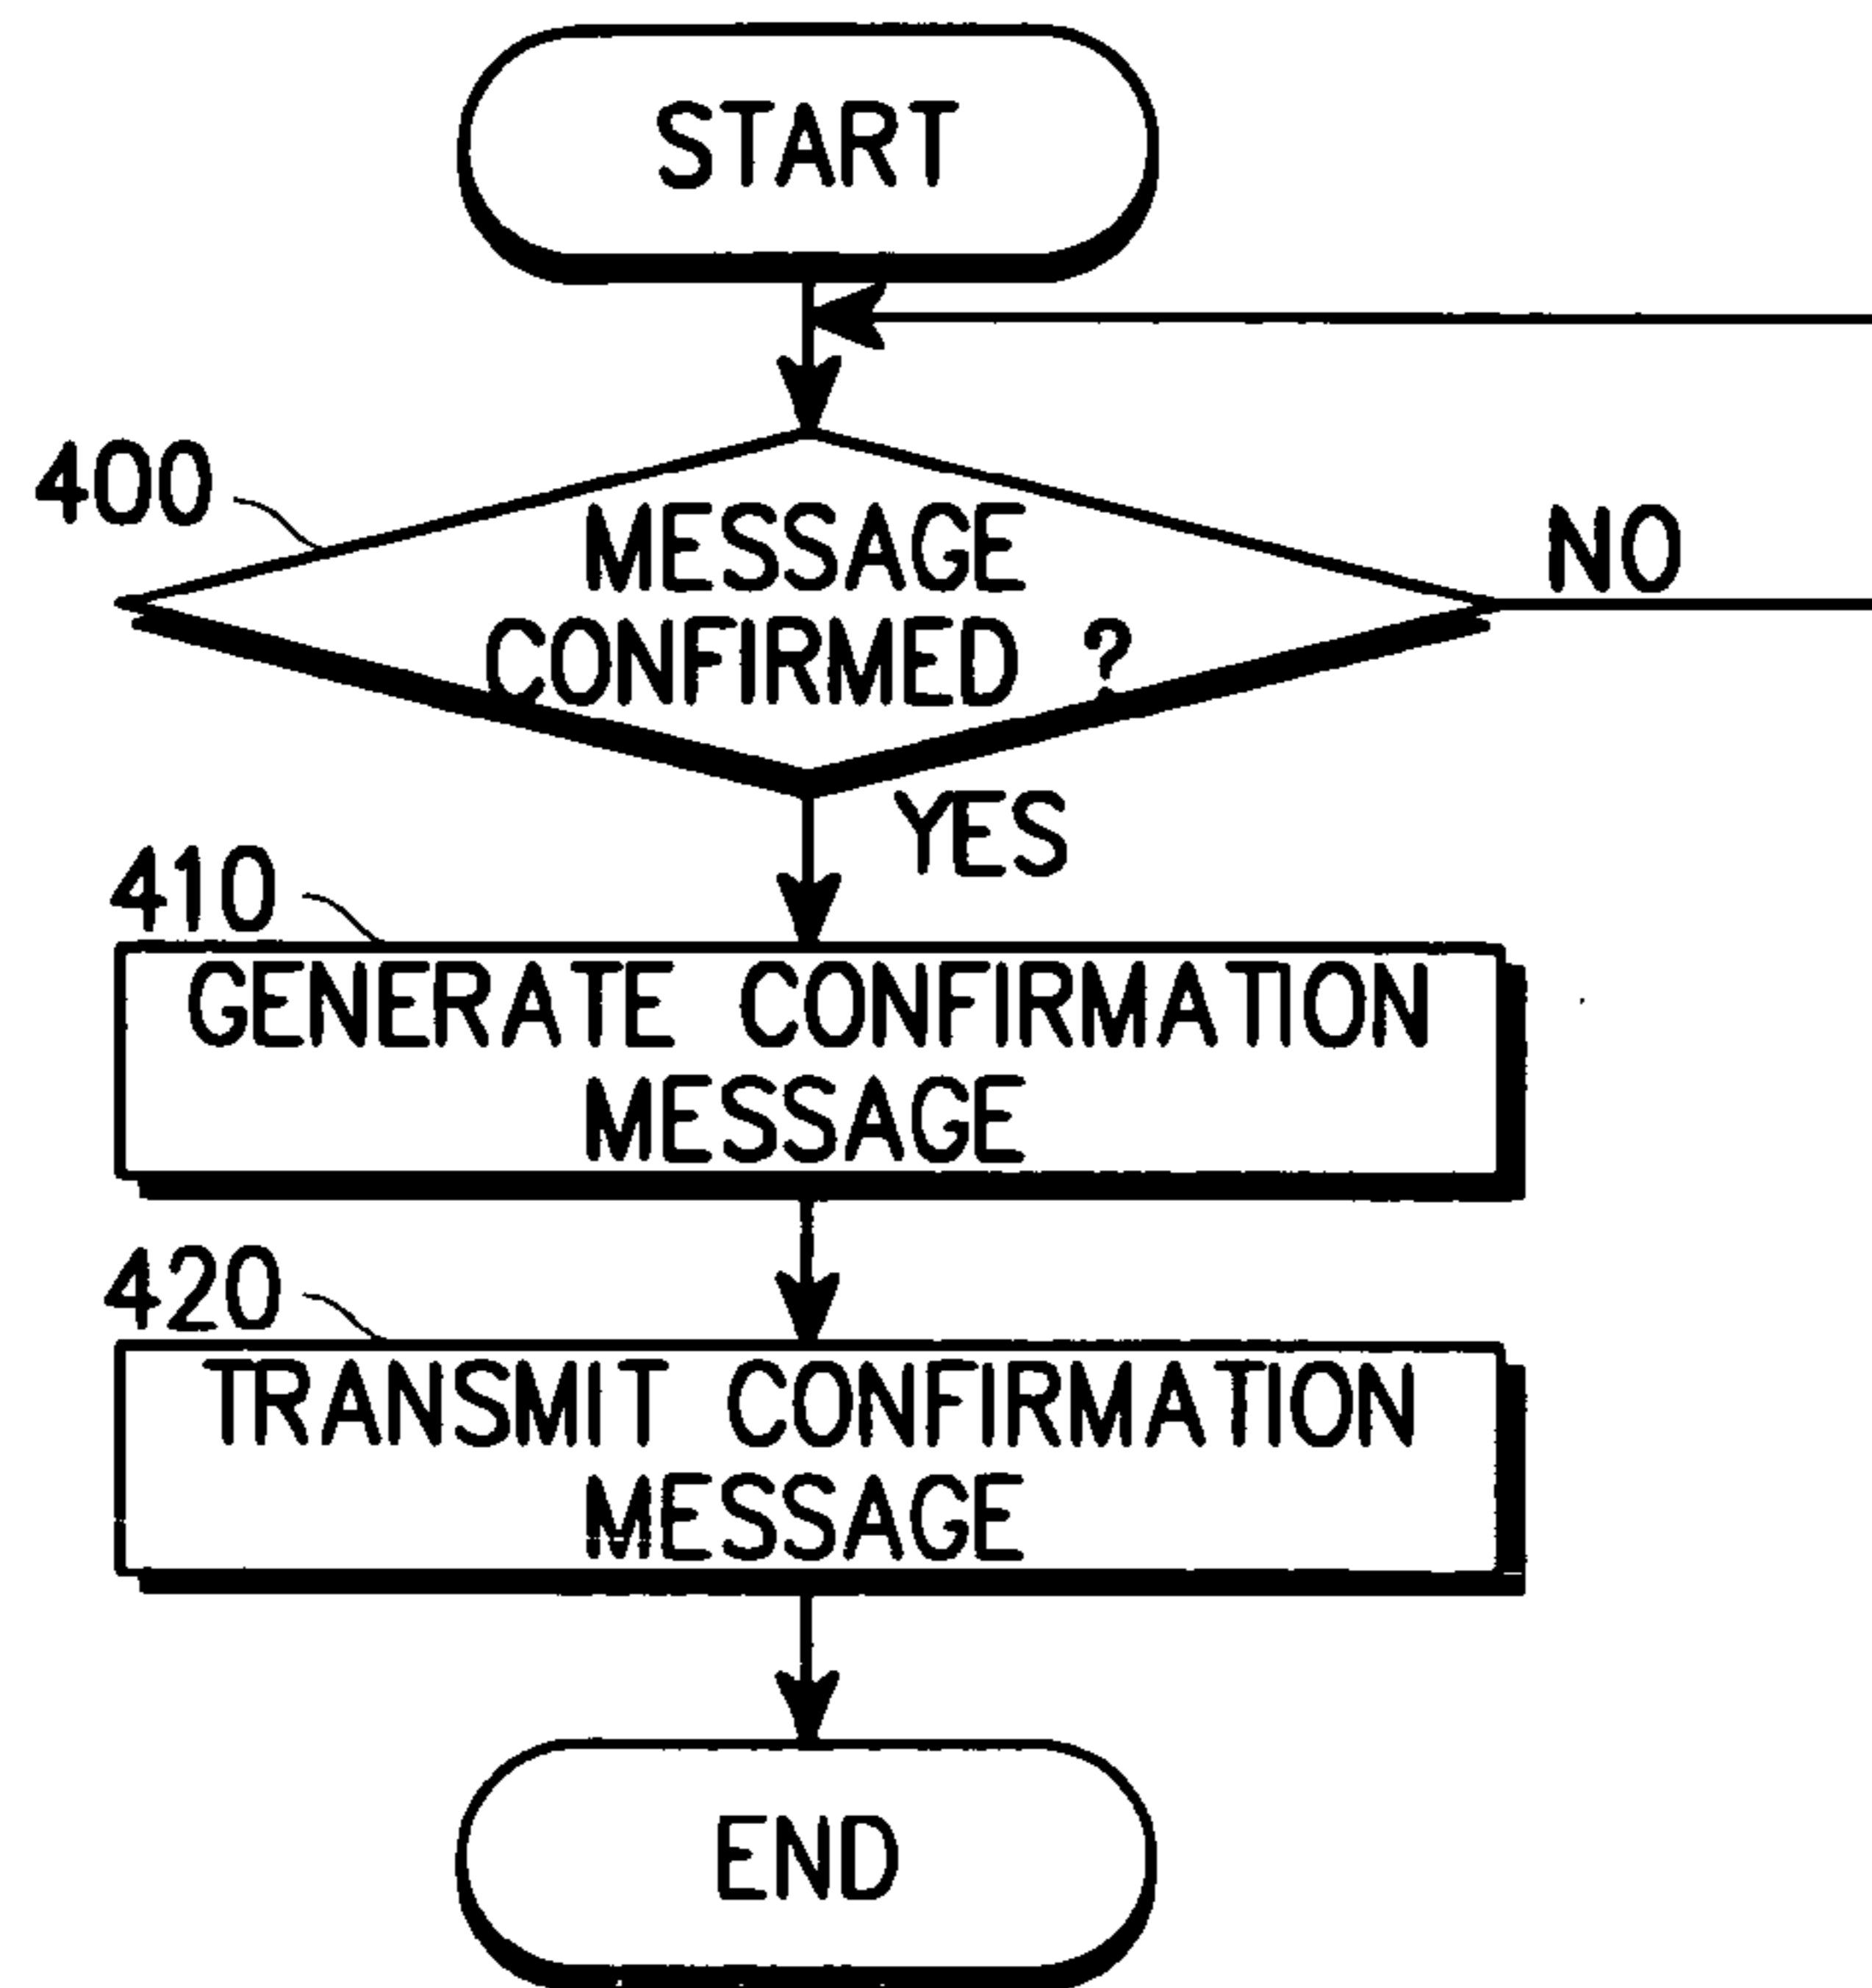 START
400
MESSAGE
CONFIRMED ?
NO
YES
410
GENERATE CONFIRMATION
MESSAGE
420
TRANSMIT CONFIRMATION
MESSAGE
END